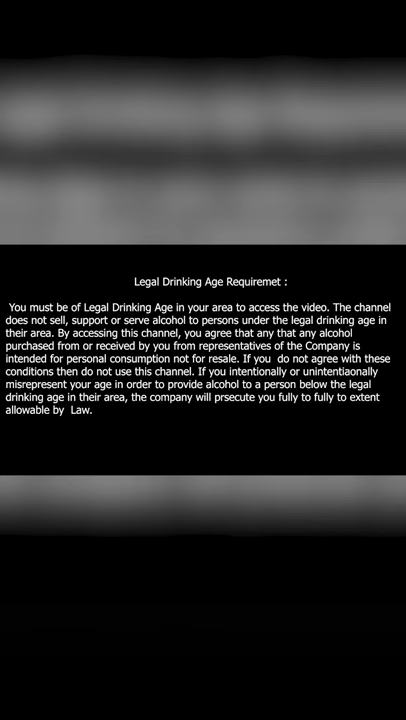 Legal Drinking Age Requiremet :
You must be of Legal Drinking Age in your area to access the video. The channel
does not sell, support or serve alcohol to persons under the legal drinking age in
their area. By accessing this channel, you agree that any that any alcohol
purchased from or received by you from representatives of the Company is
intended for personal consumption not for resale. If you  do not agree with these
conditions then do not use this channel. If you intentionally or unintentiaonally
misrepresent your age in order to provide alcohol to a person below the legal
drinking age in their area, the company will prsecute you fully to fully to extent
allowable by  Law.